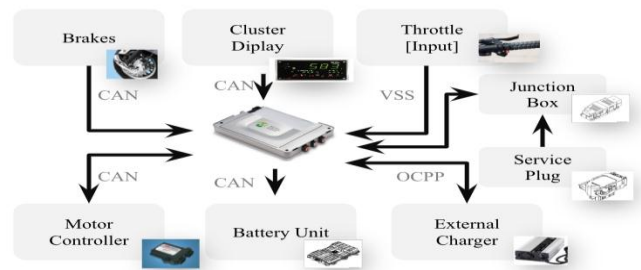 Brakes
Cluster
Diplay
Throttle
[Input]
CAN
CAN
VSS
Junction
Box
Service
Plug
CAN
CAN
OCPP
Motor
Controller
Battery Unit
External
Charger